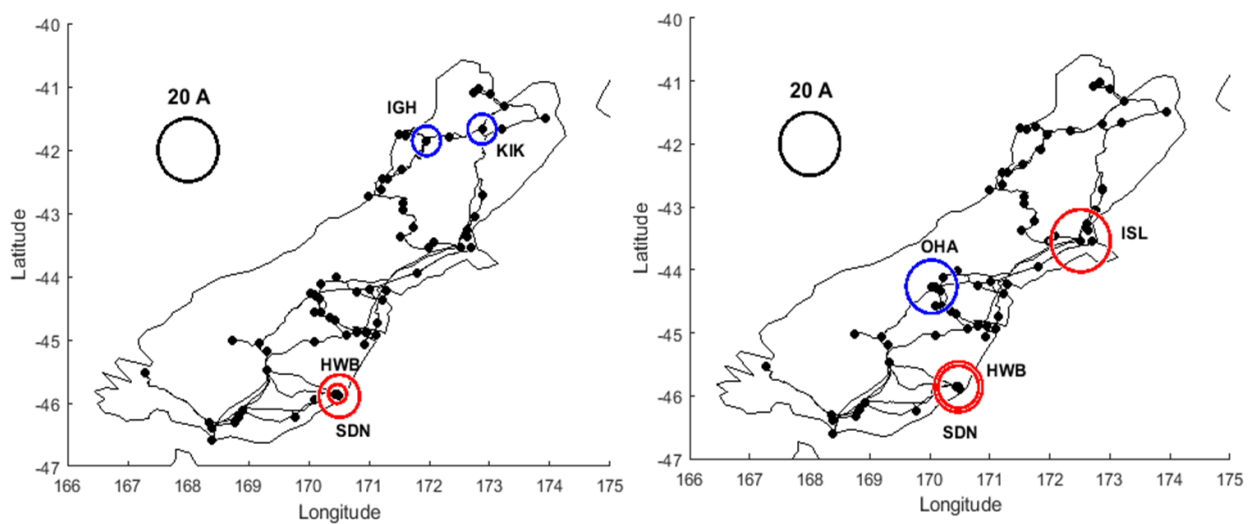 -40
-41
-42
-43
-44
-45
-46
-47
Latitude
166 167 168 169 170 171 172 173 174 175
Longitude
20 A
IGH
KIK
HWB
SDN
-40
-41
-42
-43
-44
-45
-46
-47
Latitude
166 167 168 169 170 171 172 173 174 175
Longitude
20 A
ISL
OHA
HWB
SDN